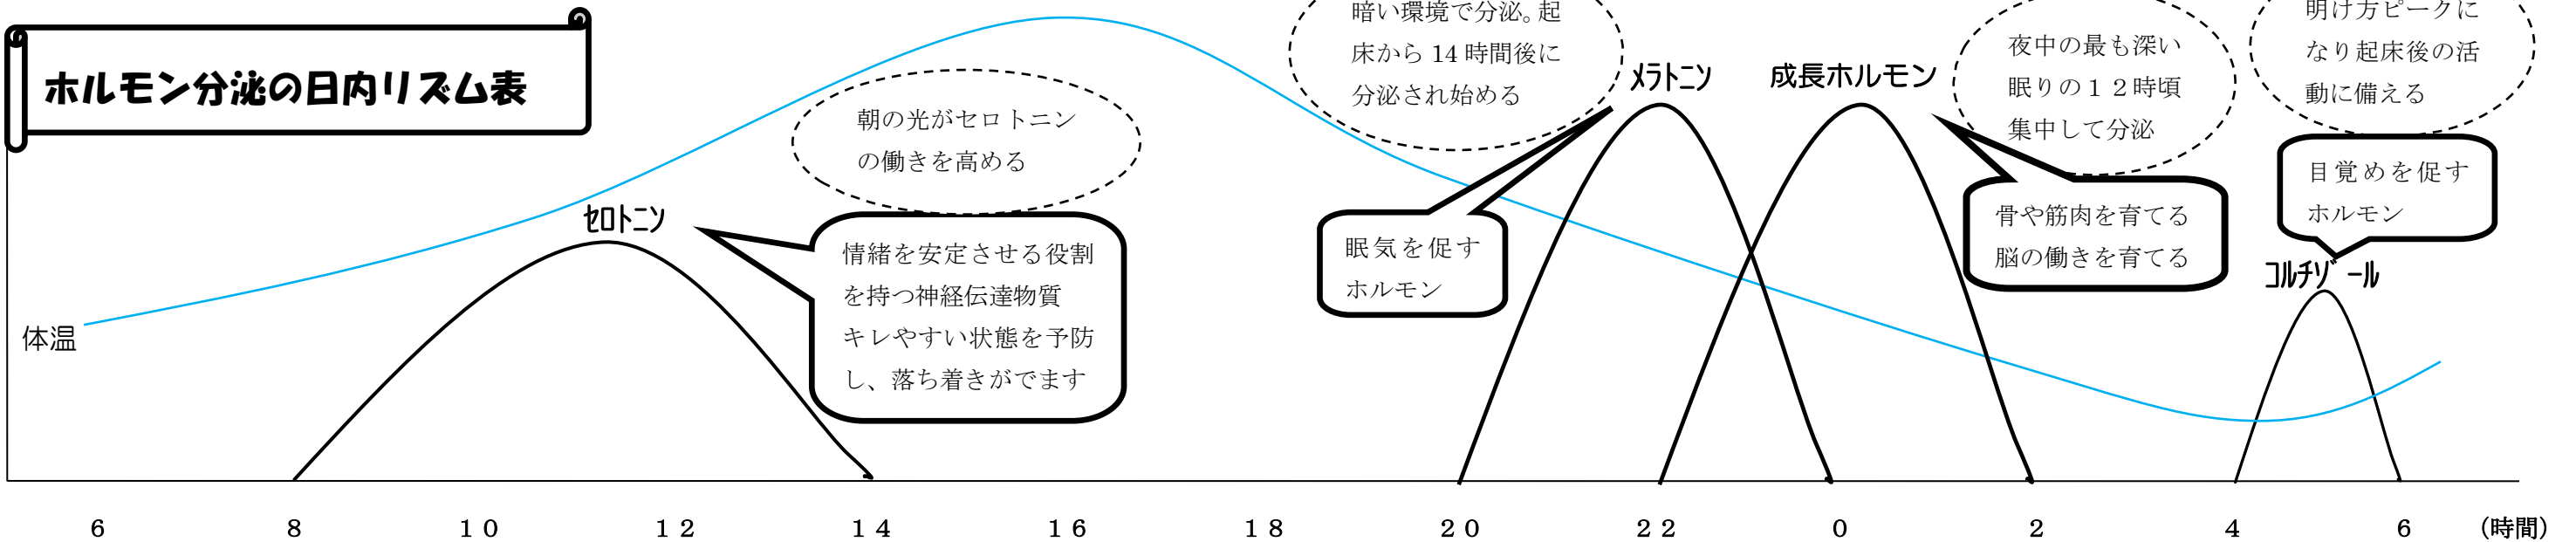 ホルモン分泌の日内リズム表
朝の光がセロトニン
の働きを高める
セロトニン
情緒を安定させる役割
を持つ神経伝達物質
キレやすい状態を予防
し、落ち着きがでます
暗い環境で分泌。起
床から 14 時間後に
分泌され始める
メラトニン
眠気を促す
ホルモン
成長ホルモン
夜中の最も深い
眠りの１２時頃
集中して分泌
骨や筋肉を育てる
脳の働きを育てる
明け方ピークに
なり起床後の活
動に備える
目覚めを促す
ホルモン
コルチゾール
体温
６ ８ １０ １２ １４ １６ １８ ２０ ２２ ０ ２ ４ ６ （時間）